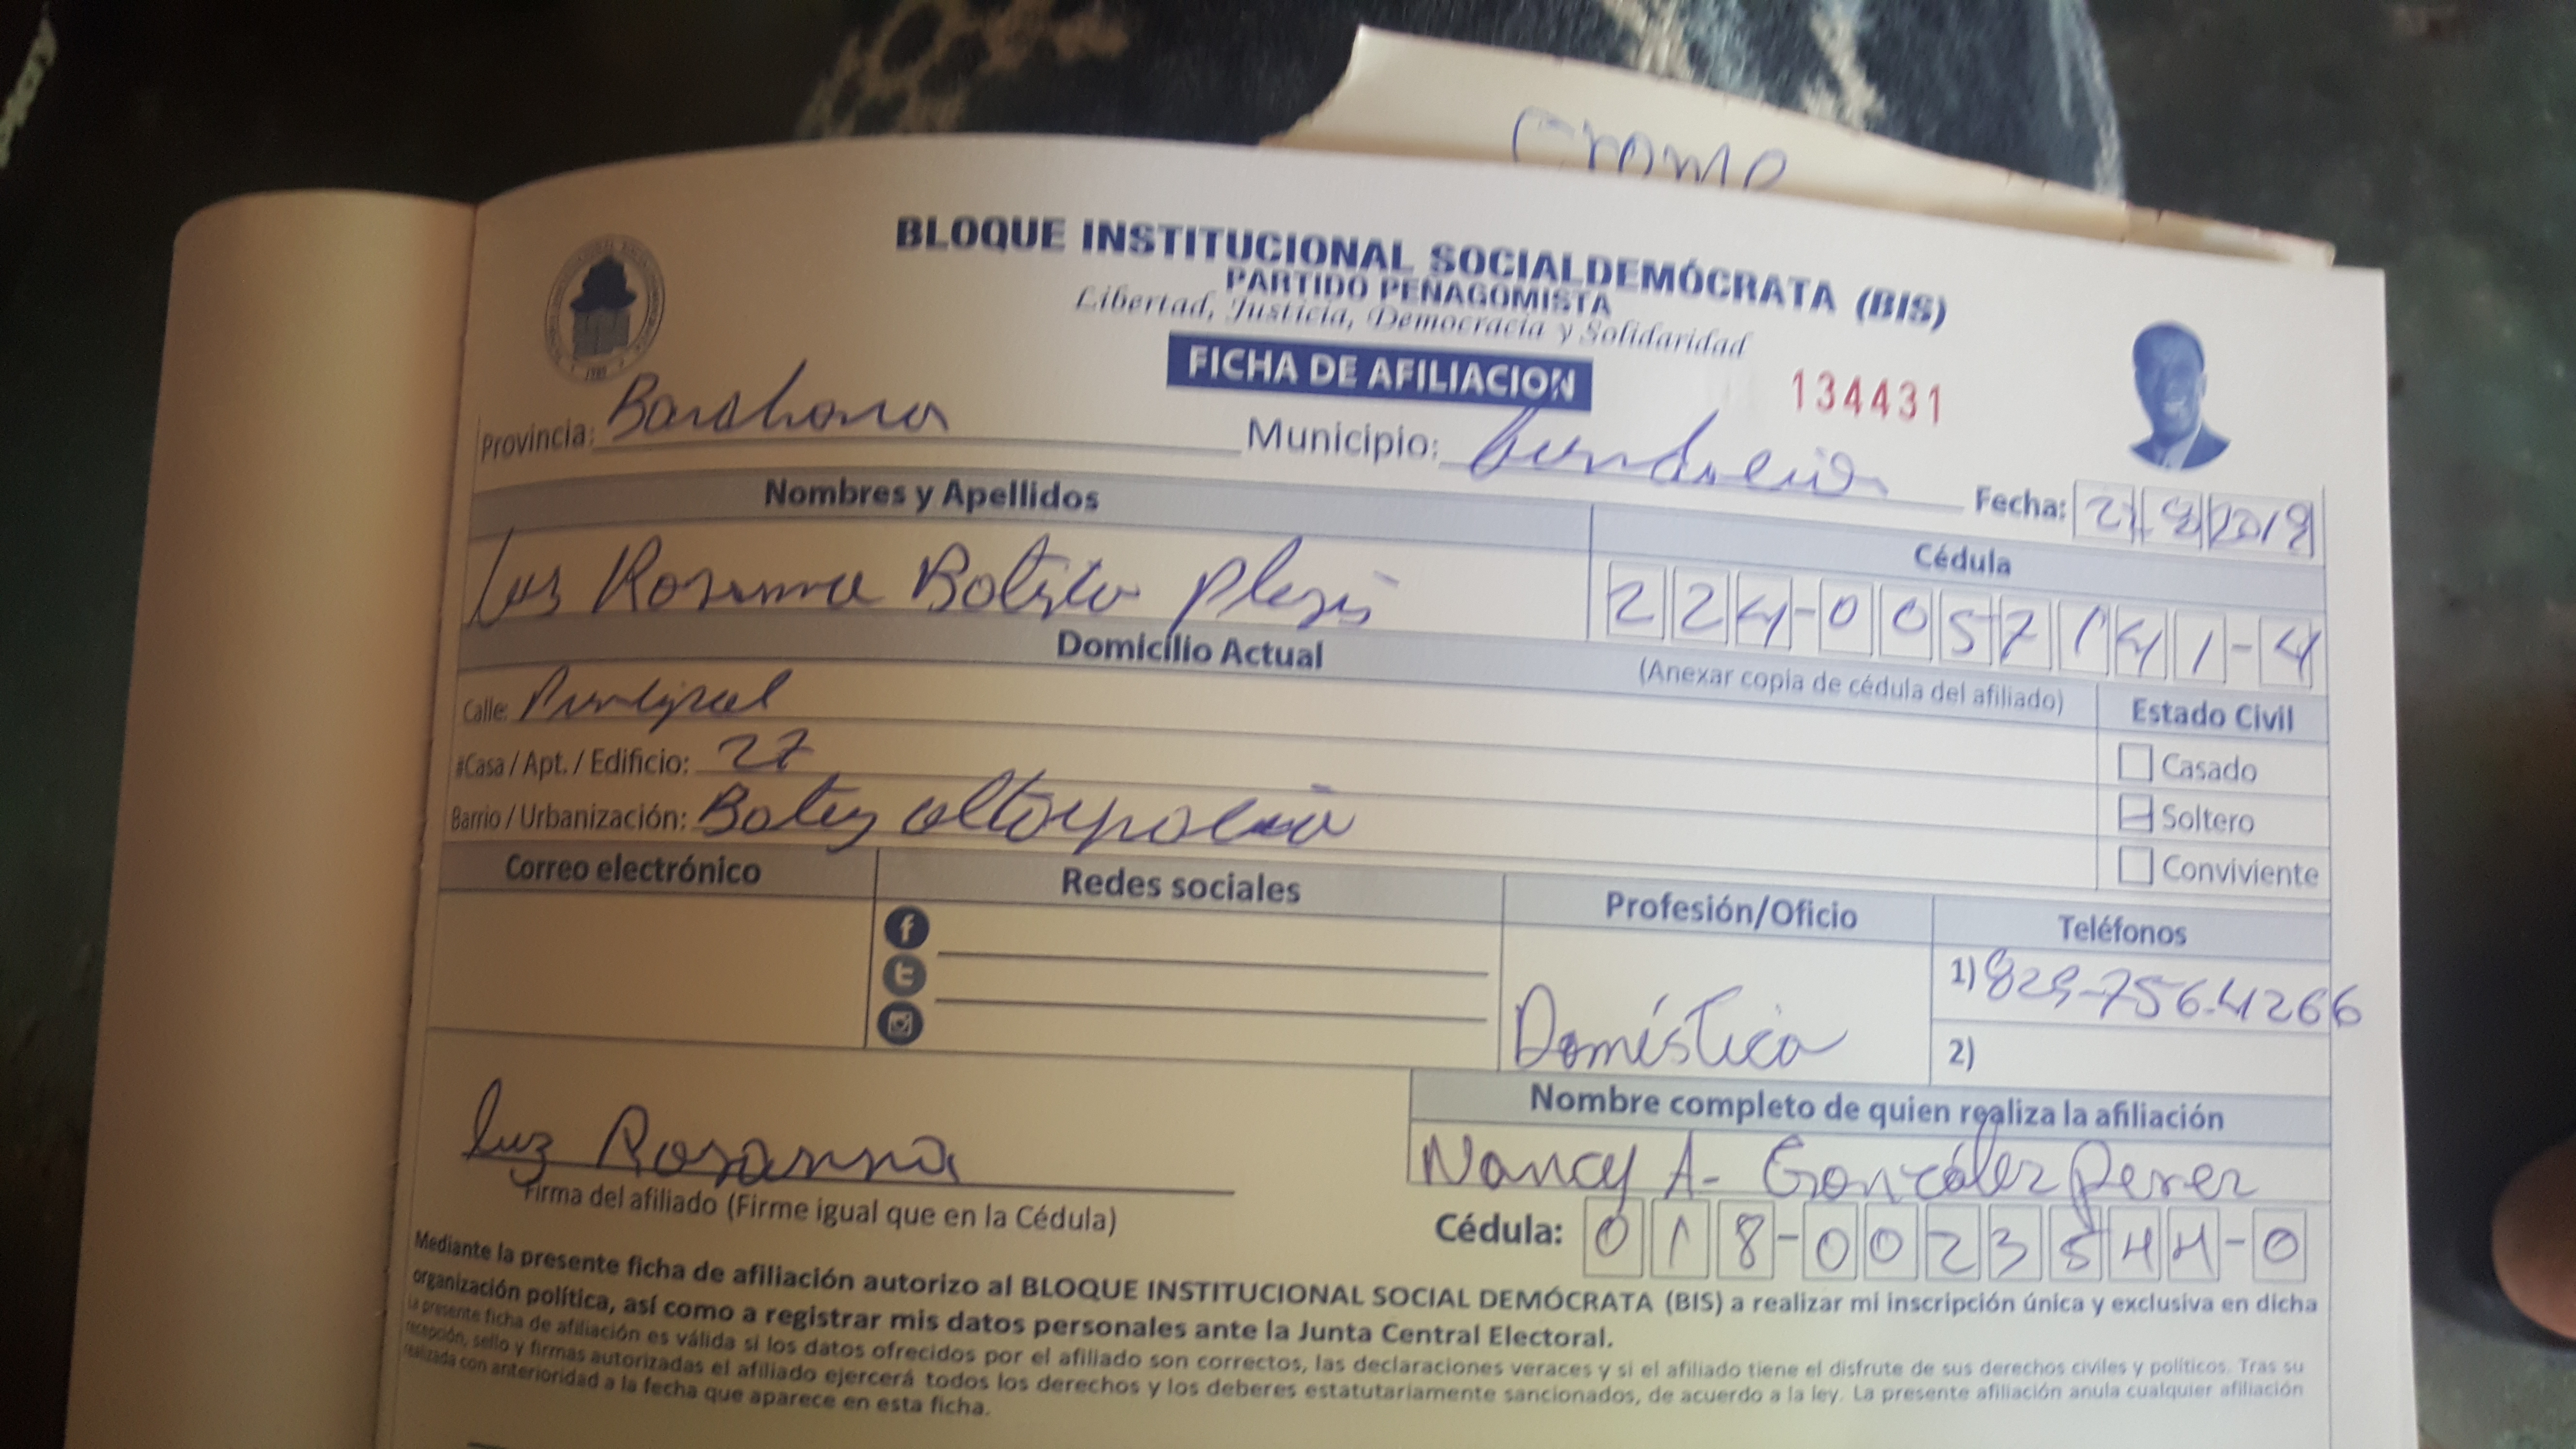 Cromo
BLOQUE INSTITUCIONAL SOCIALDEMÓCRATA (BIS)
PARTIDO PEÑAGOMISTA
Libertad, Justicia, Democracia y Solidaridad
FICHA DE AFILIACION
134431
Provincia: Barahona
Municipio: fundacion
Fecha: 2018
Nombres y Apellidos
Cédula
Luz Rosanna Batista
224-0057141-4
Domicilio Actual
(Anexar copia de cédula del afiliado)
Calle: Principal
#Casa / Apt. / Edificio: 27
Barrio / Urbanización: Batey
Estado Civil
Casado
Soltero
Conviviente
Correo electrónico
Redes sociales
Profesión/Oficio
Teléfonos
Doméstica
1) 829-756-4266
2)
Luz Rosanna
Firma del afiliado (Firme igual que en la Cédula)
Nombre completo de quien realiza la afiliación
Nancy A- González Perez
Cédula: 018-0023544-0
Mediante la presente ficha de afiliación autorizo al BLOQUE INSTITUCIONAL SOCIAL DEMÓCRATA (BIS) a realizar mi inscripción única y exclusiva en dicha
organización política, así como a registrar mis datos personales ante la Junta Central Electoral.
La presente ficha de afiliación es válida si los datos ofrecidos por el afiliado son correctos, las declaraciones veraces y si el afiliado tiene el disfrute de sus derechos civiles y políticos. Tras su
recepción, sello y firmas autorizadas el afiliado ejercerá todos los derechos y los deberes estatutariamente sancionados, de acuerdo a la ley. La presente afiliación anula cualquier afiliación
realizada con anterioridad a la fecha que aparece en esta ficha.